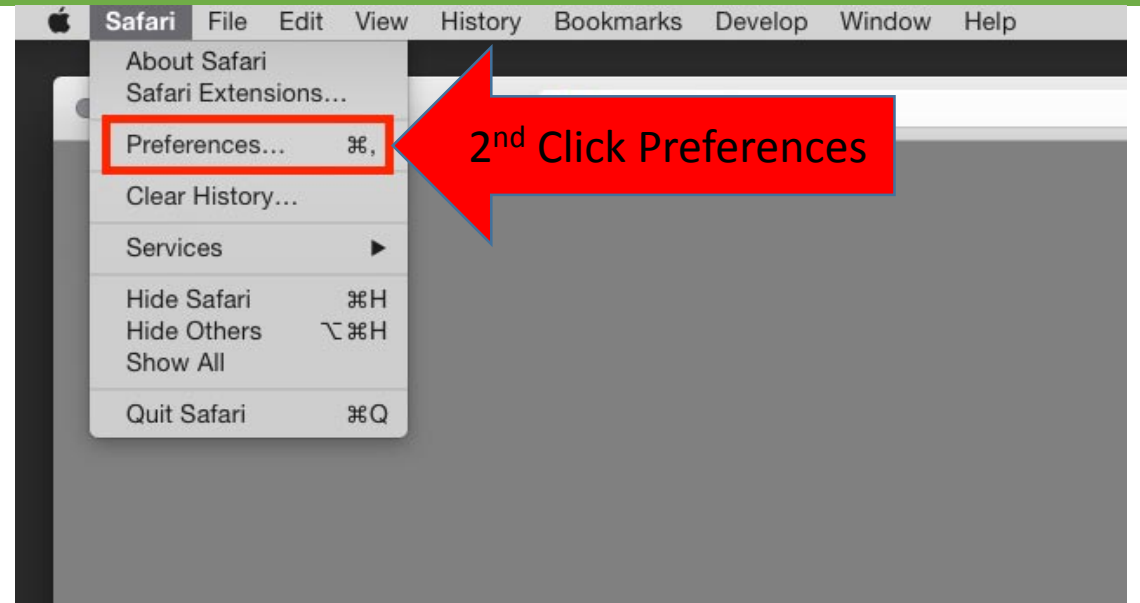 Safari File Edit View History Bookmarks Develop Window Help
About Safari
Safari Extensions...
Preferences... ⌘,
2nd Click Preferences
Clear History...
Services ▶
Hide Safari ⌘H
Hide Others ⌥⌘H
Show All
Quit Safari ⌘Q